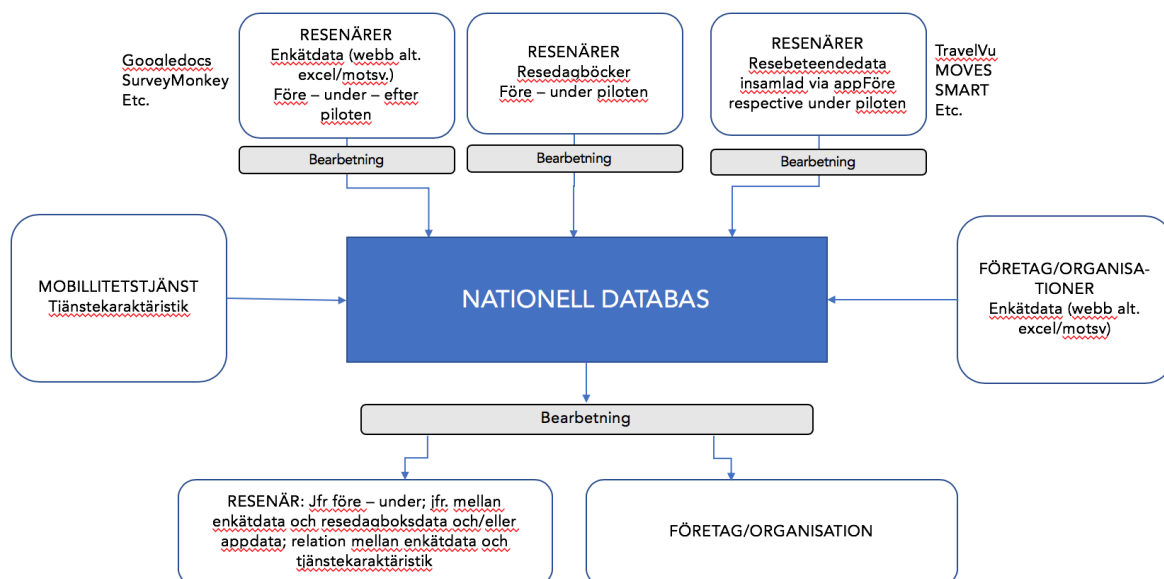 Googledocs
SurveyMonkey
Etc.
RESENÄRER
Enkätdata (webb alt.
excel/motsv.)
Före – under – efter
piloten
RESENÄRER
Resedagböcker
Före – under piloten
RESENÄRER
Resebeteendedata
insamlad via appFöre
respective under piloten
TravelVu
MOVES
SMART
Etc.
Bearbetning
Bearbetning
Bearbetning
MOBILLITETSTJÄNST
Tjänstekaraktäristik
NATIONELL DATABAS
FÖRETAG/ORGANISA-
TIONER
Enkätdata (webb alt.
excel/motsv)
Bearbetning
RESENÄR: Jfr före – under; jfr. mellan
enkätdata och resedagboksdata och/eller
appdata; relation mellan enkätdata och
tjänstekaraktäristik
FÖRETAG/ORGANISATION